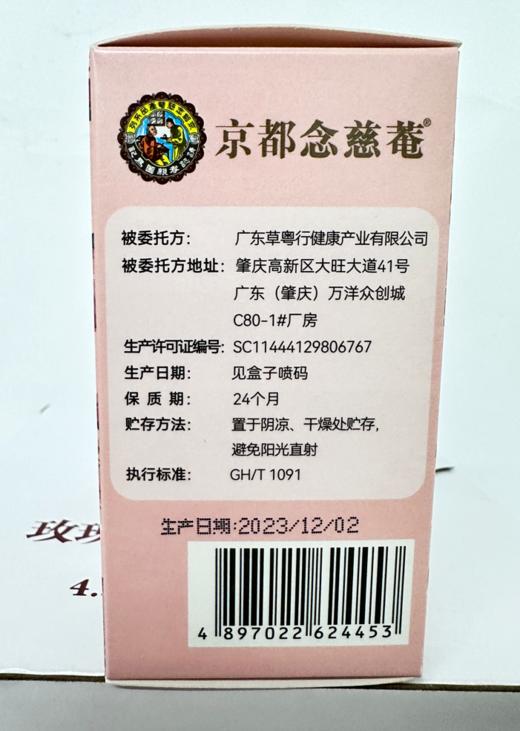 京都念慈菴®
被委托方： 广东草粤行健康产业有限公司
被委托方地址： 肇庆高新区大旺大道41号
广东（肇庆）万洋众创城
C80-1#厂房
生产许可证编号： SC11444129806767
生产日期： 见盒子喷码
保质期： 24个月
贮存方法： 置于阴凉、干燥处贮存，
避免阳光直射
执行标准： GH/T 1091
生产日期:2023/12/02
4 897022 624453
玫
4.